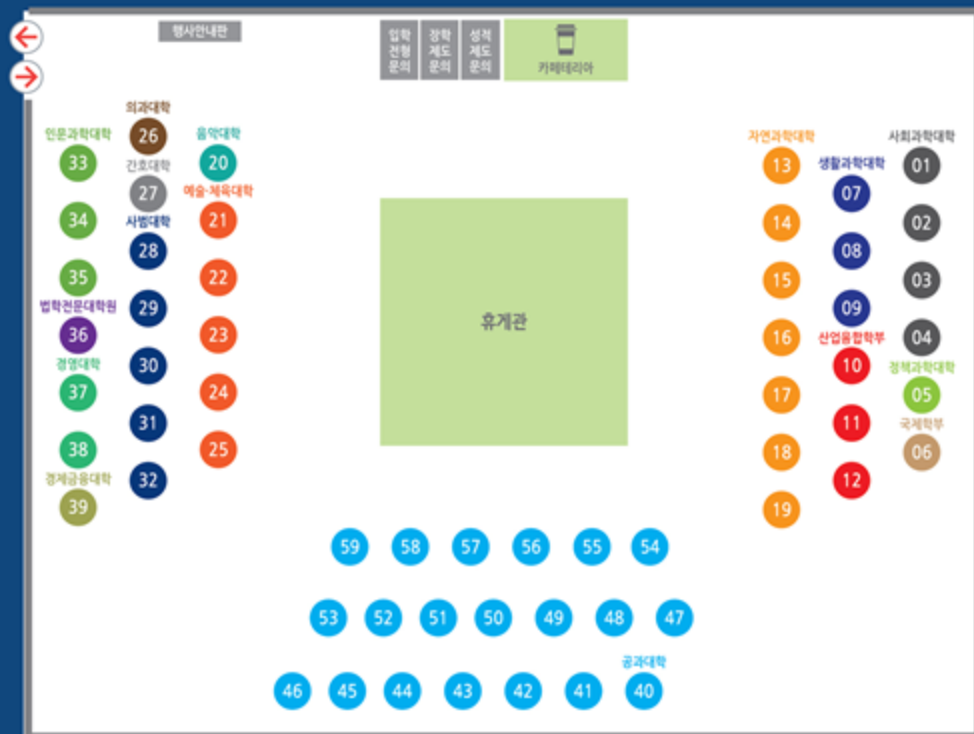 행사안내판
입학
전형
문의
장학
제도
문의
성적
제도
문의
카페테리아
의과대학
26
인문과학대학
33
음악대학
20
간호대학
27
예술·체육대학
21
34
사범대학
28
35
22
법학전문대학원
36
29
23
경영대학
37
30
24
38
31
25
경제금융대학
39
32
휴게관
자연과학대학
13
생활과학대학
07
사회과학대학
01
14
08
02
15
09
03
16
산업융합학부
10
04
17
11
정책과학대학
05
18
12
국제학부
06
19
59 58 57 56 55 54
53 52 51 50 49 48 47
공과대학
46 45 44 43 42 41 40